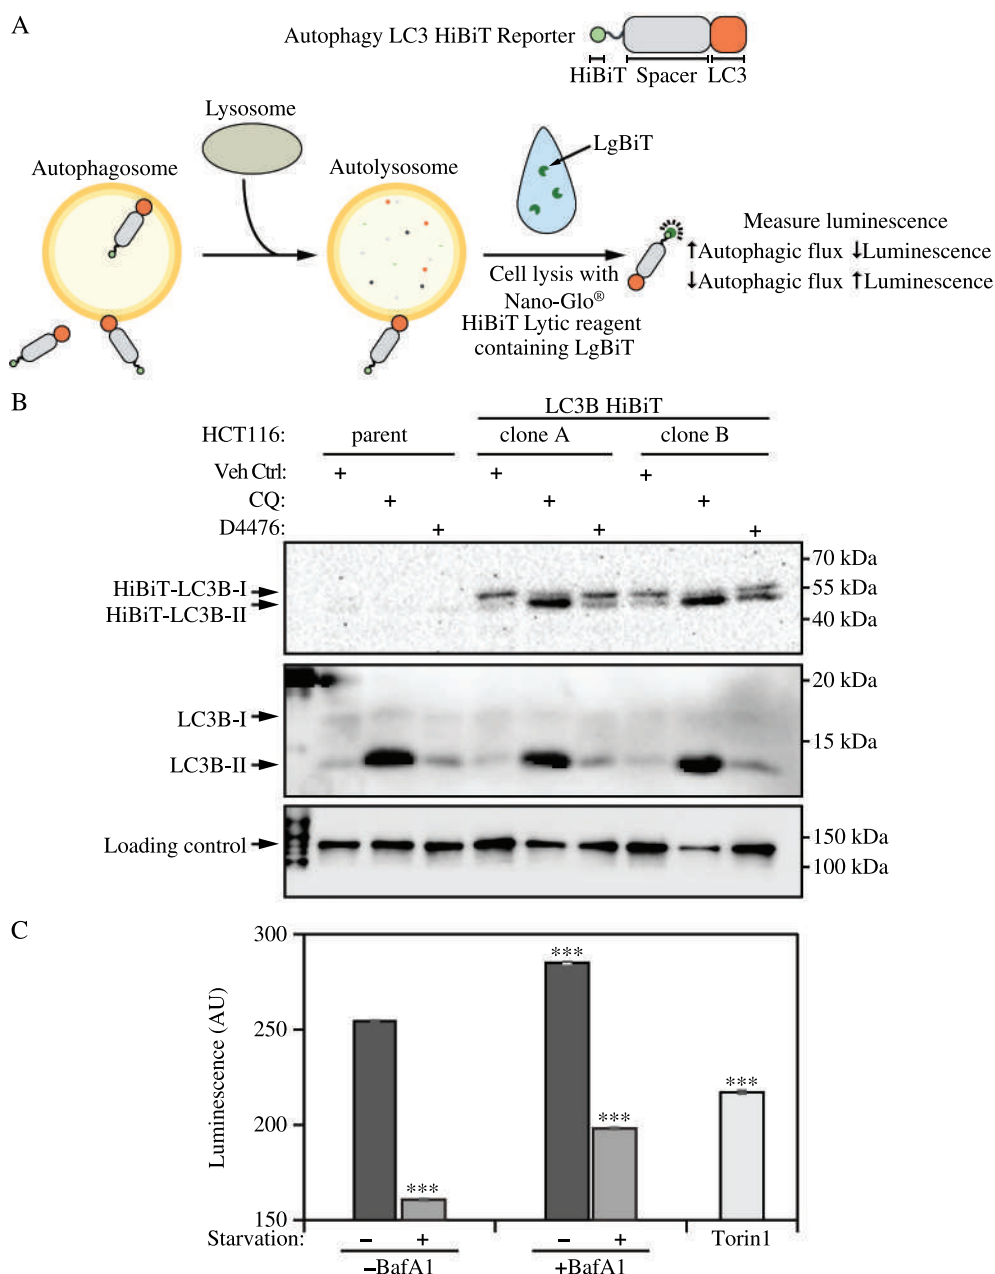 A
Autophagy LC3 HiBiT Reporter
HiBiT Spacer LC3
Lysosome
Autophagosome
Autolysosome
LgBiT
Cell lysis with
Nano-Glo®
HiBiT Lytic reagent
containing LgBiT
Measure luminescence
↑Autophagic flux ↓Luminescence
↓Autophagic flux ↑Luminescence
B
LC3B HiBiT
HCT116: parent clone A clone B
Veh Ctrl: + + +
CQ: + + +
D4476: + + +
HiBiT-LC3B-I
HiBiT-LC3B-II
70 kDa
55 kDa
40 kDa
LC3B-I
LC3B-II
20 kDa
15 kDa
Loading control
150 kDa
100 kDa
C
Luminescence (AU)
300
250
200
150
***
***
***
***
Starvation: – + – + Torin1
–BafA1 +BafA1